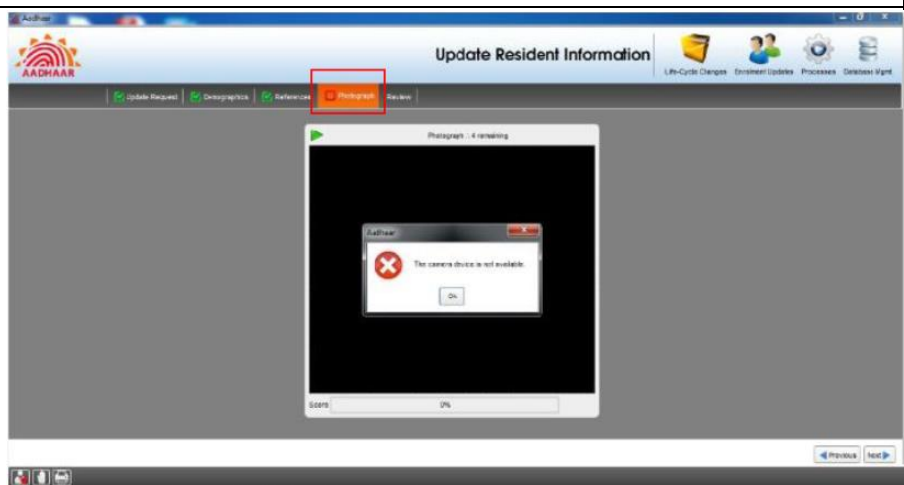 Aadhaar
AADHAAR
Update Resident Information
Life-Cycle Changes Enrolment Updates Processes Database Mgmt
Update Request Demographics References Photograph Review
Photograph : 4 remaining
Aadhaar
The camera device is not available.
Ok
Score 0%
Previous Next